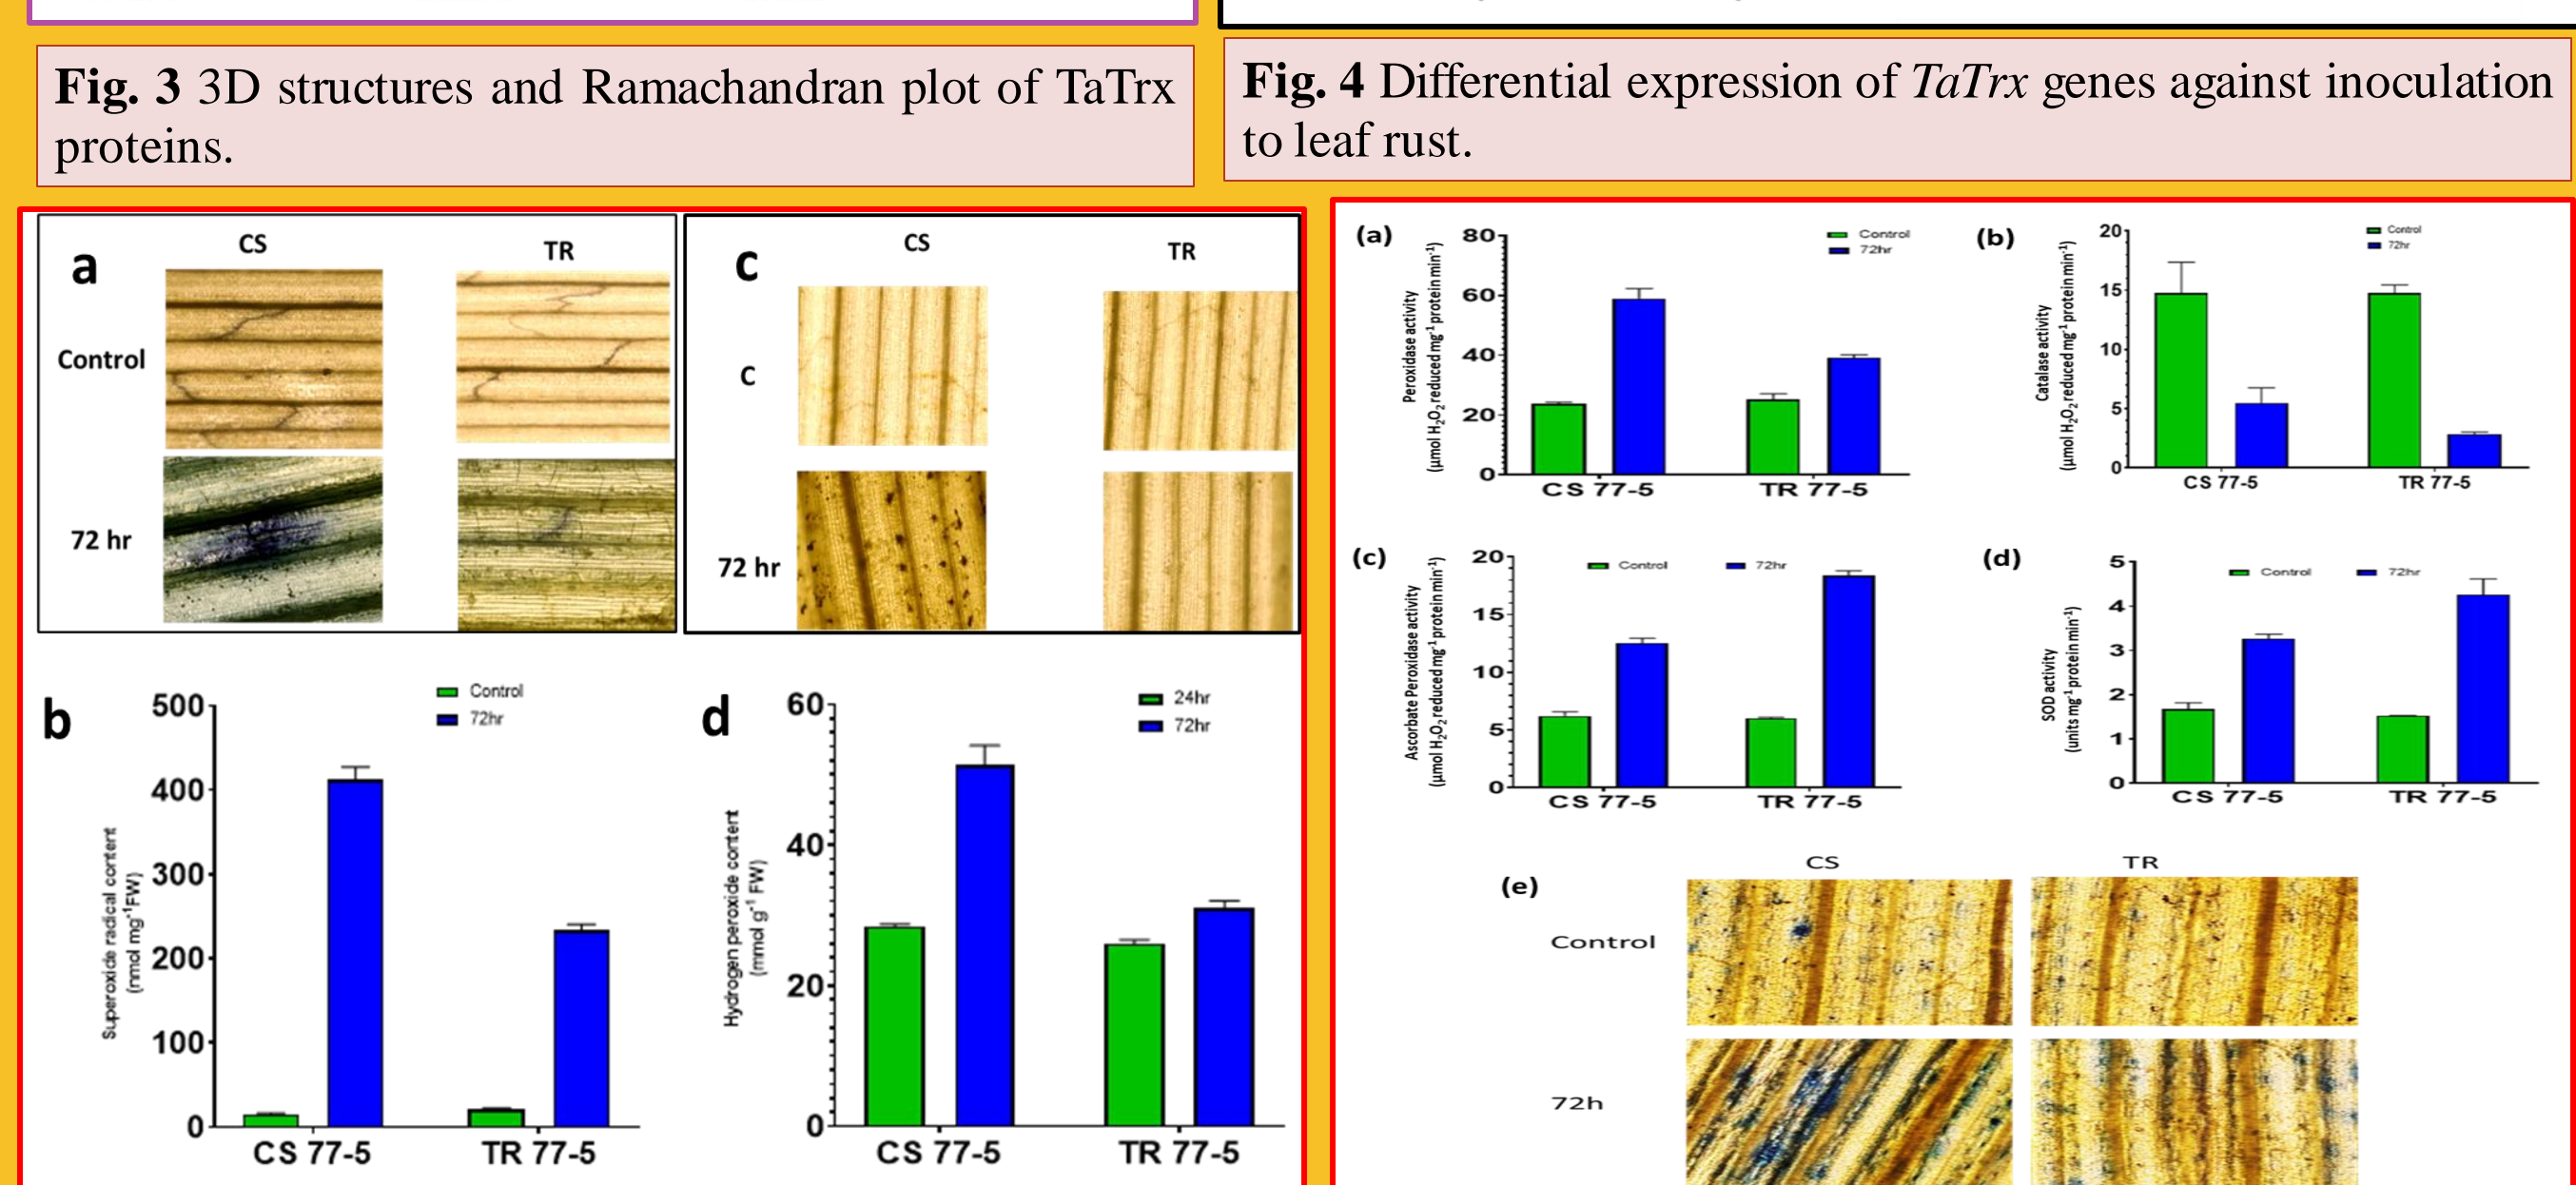 Fig. 3 3D structures and Ramachandran plot of TaTrx
proteins.
Fig. 4 Differential expression of TaTrx genes against inoculation
to leaf rust.
a
CS
TR
Control
72 hr
c
CS
TR
C
72 hr
b
Control
72hr
500
400
300
200
100
0
Superoxide radical content
(nmol mg⁻¹FW)
CS 77-5
TR 77-5
d
24hr
72hr
60
40
20
0
Hydrogen peroxide content
(mmol g⁻¹ FW)
CS 77-5
TR 77-5
(a)
Control
72hr
80
60
40
20
0
Peroxidase activity
(µmol H₂O₂ reduced mg⁻¹ protein min⁻¹)
CS 77-5
TR 77-5
(b)
Control
72hr
20
15
10
5
0
Catalase activity
(µmol H₂O₂ reduced mg⁻¹ protein min⁻¹)
CS 77-5
TR 77-5
(c)
Control
72hr
20
15
10
5
0
Ascorbate Peroxidase activity
(µmol H₂O₂ reduced mg⁻¹ protein min⁻¹)
CS 77-5
TR 77-5
(d)
Control
72hr
5
4
3
2
1
0
SOD activity
(units mg⁻¹ protein min⁻¹)
CS 77-5
TR 77-5
(e)
CS
TR
Control
72h